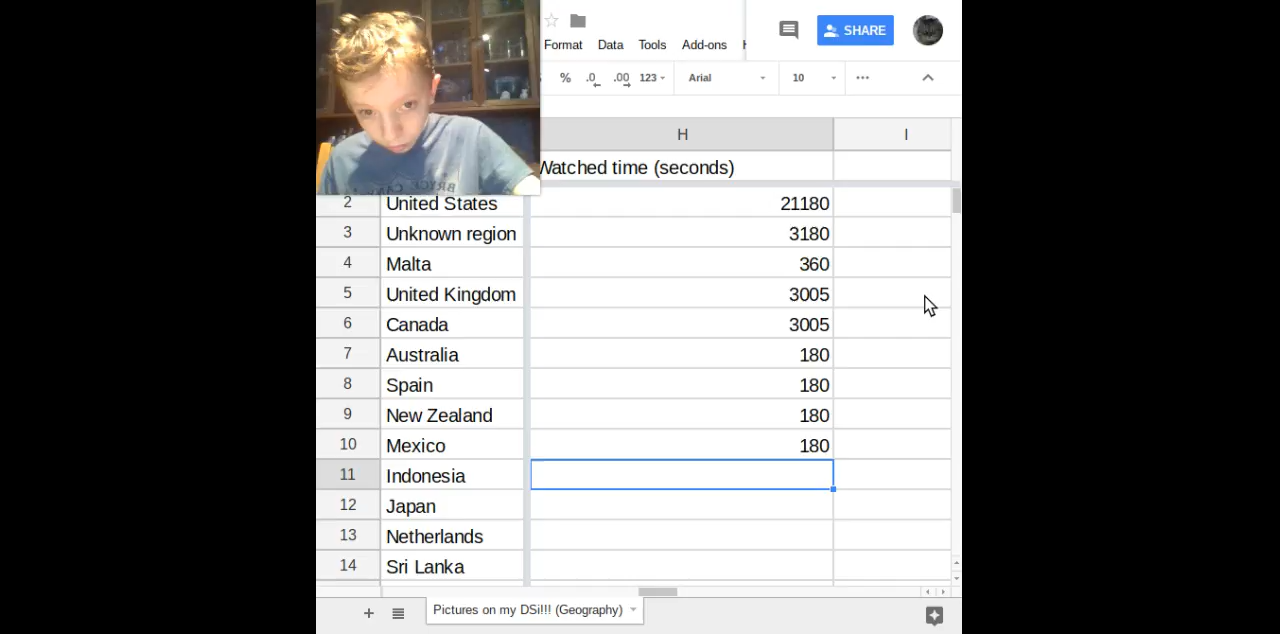 Format Data Tools Add-ons
SHARE
% .0 .00 123 Arial 10
H I
Watched time (seconds)
2 United States 21180
3 Unknown region 3180
4 Malta 360
5 United Kingdom 3005
6 Canada 3005
7 Australia 180
8 Spain 180
9 New Zealand 180
10 Mexico 180
11 Indonesia
12 Japan
13 Netherlands
14 Sri Lanka
Pictures on my DSi!!! (Geography)